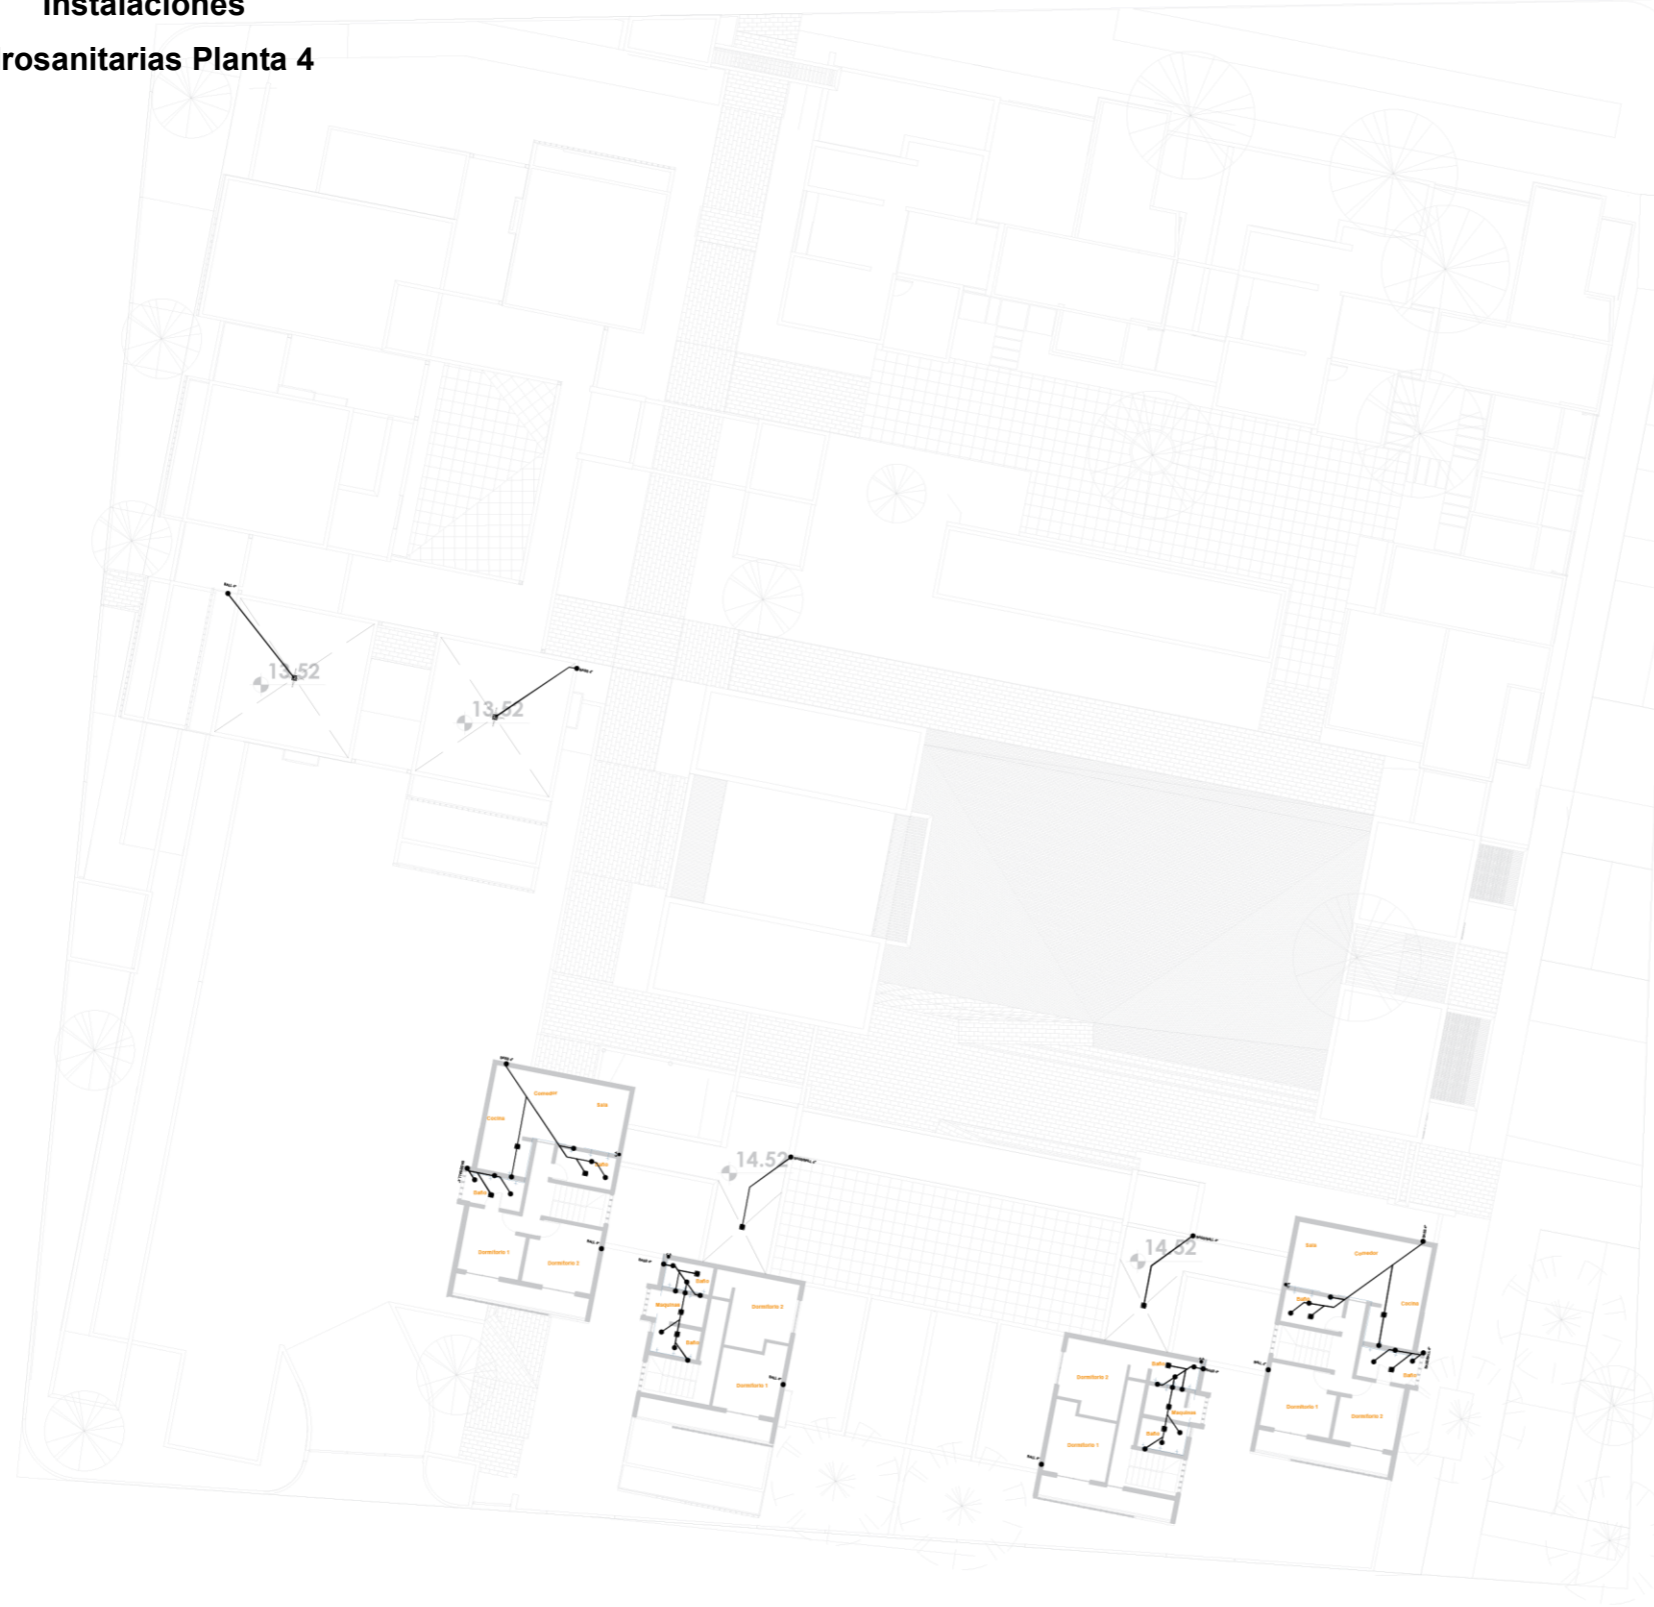 Instalaciones
rosanitarias Planta 4
13.52
13.52
Comedor
Sala
Cocina
Baño
Baño
Dormitorio 1
Dormitorio 2
14.52
Baño
Maquinas
Baño
Dormitorio 2
Dormitorio 1
14.52
Baño
Maquinas
Baño
Dormitorio 2
Dormitorio 1
Sala
Comedor
Cocina
Baño
Baño
Dormitorio 1
Dormitorio 2